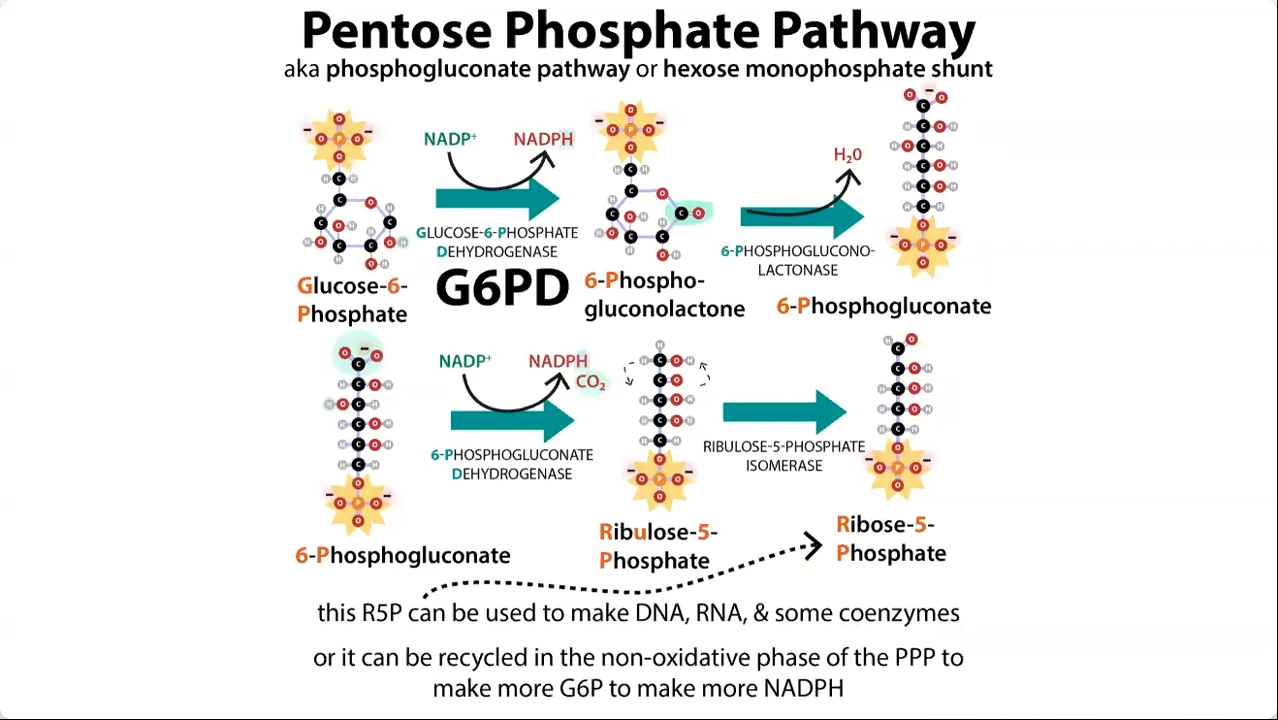 Pentose Phosphate Pathway
aka phosphogluconate pathway or hexose monophosphate shunt
NADP⁺ NADPH
GLUCOSE-6-PHOSPHATE
DEHYDROGENASE
G6PD
Glucose-6-
Phosphate
6-Phospho-
gluconolactone
H₂0
6-PHOSPHOGLUCONO-
LACTONASE
6-Phosphogluconate
6-Phosphogluconate
NADP⁺ NADPH
CO₂
6-PHOSPHOGLUCONATE
DEHYDROGENASE
Ribulose-5-
Phosphate
RIBULOSE-5-PHOSPHATE
ISOMERASE
Ribose-5-
Phosphate
this R5P can be used to make DNA, RNA, & some coenzymes
or it can be recycled in the non-oxidative phase of the PPP to
make more G6P to make more NADPH